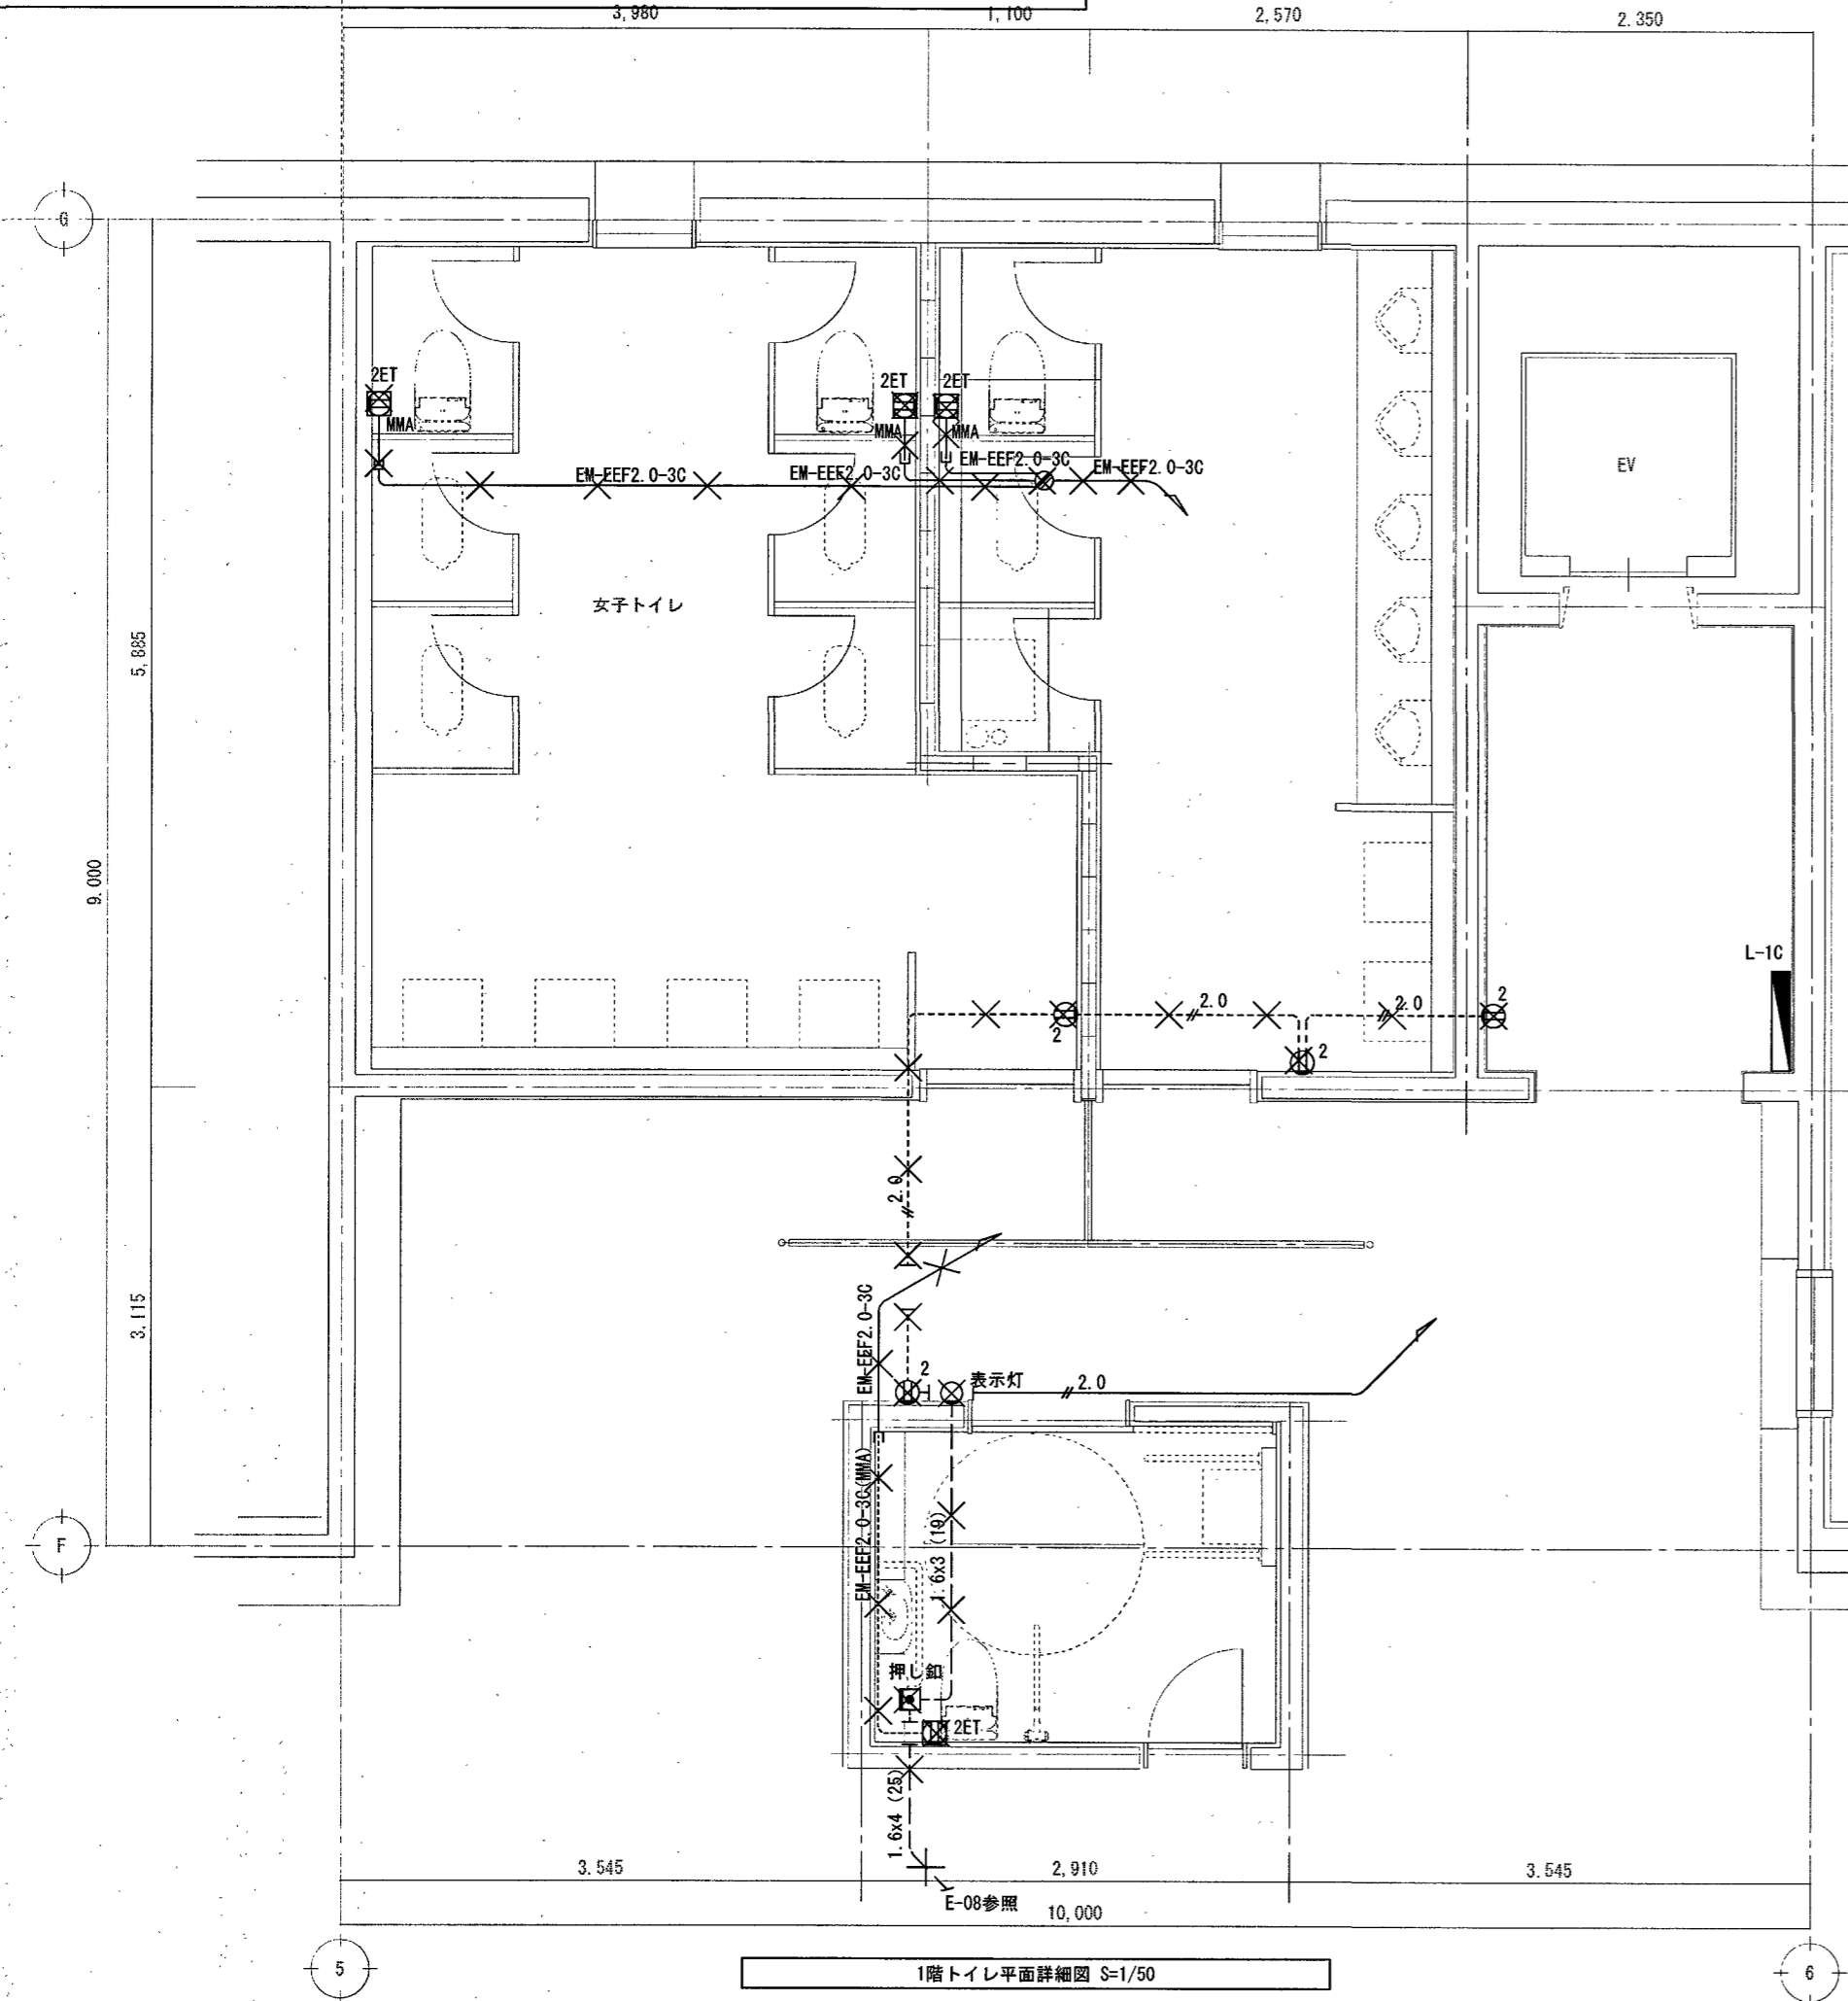 3,980
1,100
2,570
2.350
G
2ET
2ET
2ET
MMA
MMA
MMA
EM-EEF2.0-3C
EM-EEF2.0-3C
EM-EEF2.0-3C
EM-EEF2.0-3C
EV
女子トイレ
5,885
9.000
L-1C
2
2.0
2.0
2
2
2.0
3.115
EM-EEF2.0-3C
2
表示灯
2.0
EM-EEF2.0-3C(MMA)
1.6x3 (19)
F
押し釦
2ET
1.6x4 (25)
3.545
2,910
3.545
E-08参照
10,000
5
1階トイレ平面詳細図 S=1/50
6